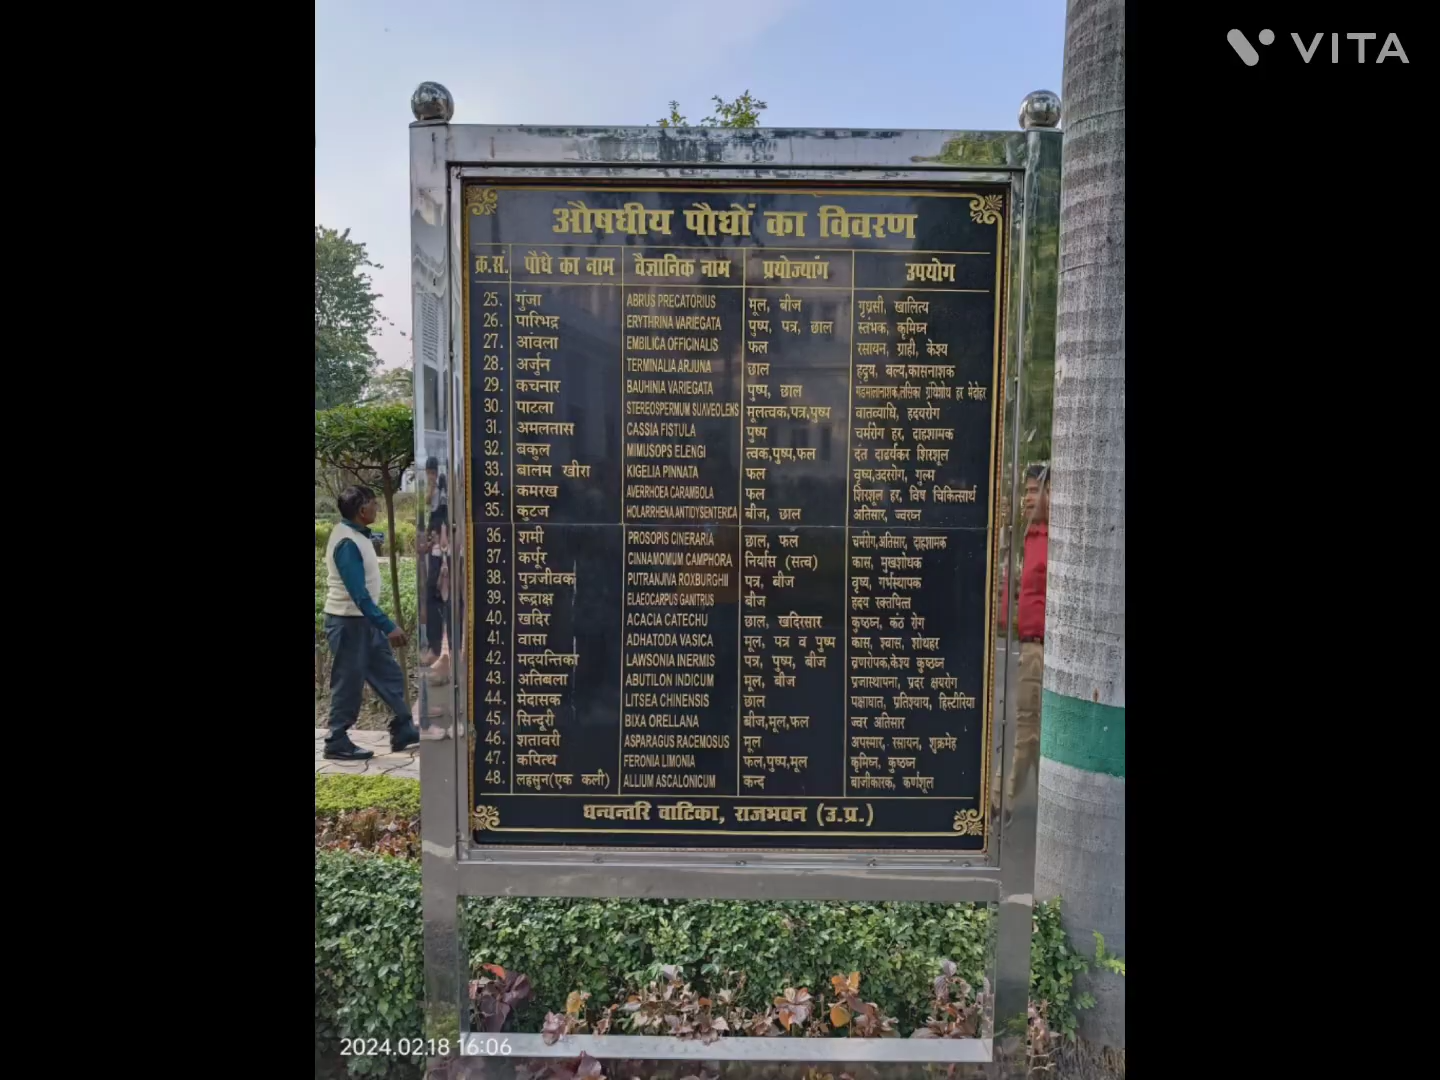 VITA
औषधीय पौधों का विवरण
क्र.सं. पौधे का नाम वैज्ञानिक नाम प्रयोज्यांग उपयोग
25. गुंजा ABRUS PRECATORIUS मूल, बीज गृध्रसी, खालित्य
26. पारिभद्र ERYTHRINA VARIEGATA पुष्प, पत्र, छाल स्तंभक, कृमिघ्न
27. आंवला EMBILICA OFFICINALIS फल रसायन, ग्राही, केश्य
28. अर्जुन TERMINALIA ARJUNA छाल हृदय, बल्य,कासनाशक
29. कचनार BAUHINIA VARIEGATA पुष्प, छाल गंडमालानाशक,लसिका ग्रंथिशोथ हर मेदोहर
30. पाटला STEREOSPERMUM SUAVEOLENS मूलत्वक,पत्र,पुष्प वातव्याधि, हृदयरोग
31. अमलतास CASSIA FISTULA पुष्प चर्मरोग हर, दाहशामक
32. बकुल MIMUSOPS ELENGI त्वक,पुष्प,फल दंत दाढर्यकर शिरशूल
33. बालम खीरा KIGELIA PINNATA फल वृष्य,उदररोग, गुल्म
34. कमरख AVERRHOEA CARAMBOLA फल शिरशूल हर, विष चिकित्सार्थ
35. कुटज HOLARRHENA ANTIDYSENTERICA बीज, छाल अतिसार, ज्वरघ्न
36. शमी PROSOPIS CINERARIA छाल, फल चर्मरोग,अतिसार, दाहशामक
37. कर्पूर CINNAMOMUM CAMPHORA निर्यास (सत्व) कास, मुखशोधक
38. पुत्रजीवक PUTRANJIVA ROXBURGHII पत्र, बीज वृष्य, गर्भस्थापक
39. रूद्राक्ष ELAEOCARPUS GANITRUS बीज हृदय रक्तपित्त
40. खदिर ACACIA CATECHU छाल, खदिरसार कुष्ठघ्न, कंठ रोग
41. वासा ADHATODA VASICA मूल, पत्र व पुष्प कास, श्वास, शोथहर
42. मदयन्तिका LAWSONIA INERMIS पत्र, पुष्प, बीज व्रणरोपक,केश्य कुष्ठघ्न
43. अतिबला ABUTILON INDICUM मूल, बीज प्रजास्थापना, प्रदर क्षयरोग
44. मेदासक LITSEA CHINENSIS छाल पक्षाघात, प्रतिश्याय, हिस्टीरिया
45. सिन्दूरी BIXA ORELLANA बीज,मूल,फल ज्वर अतिसार
46. शतावरी ASPARAGUS RACEMOSUS मूल अपस्मार, रसायन, शुक्रमेह
47. कपित्थ FERONIA LIMONIA फल,पुष्प,मूल कृमिघ्न, कुष्ठघ्न
48. लहसुन(एक कली) ALLIUM ASCALONICUM कन्द बाजीकारक, कर्णशूल
धन्वन्तरि वाटिका, राजभवन (उ.प्र.)
2024.02.18 16:06